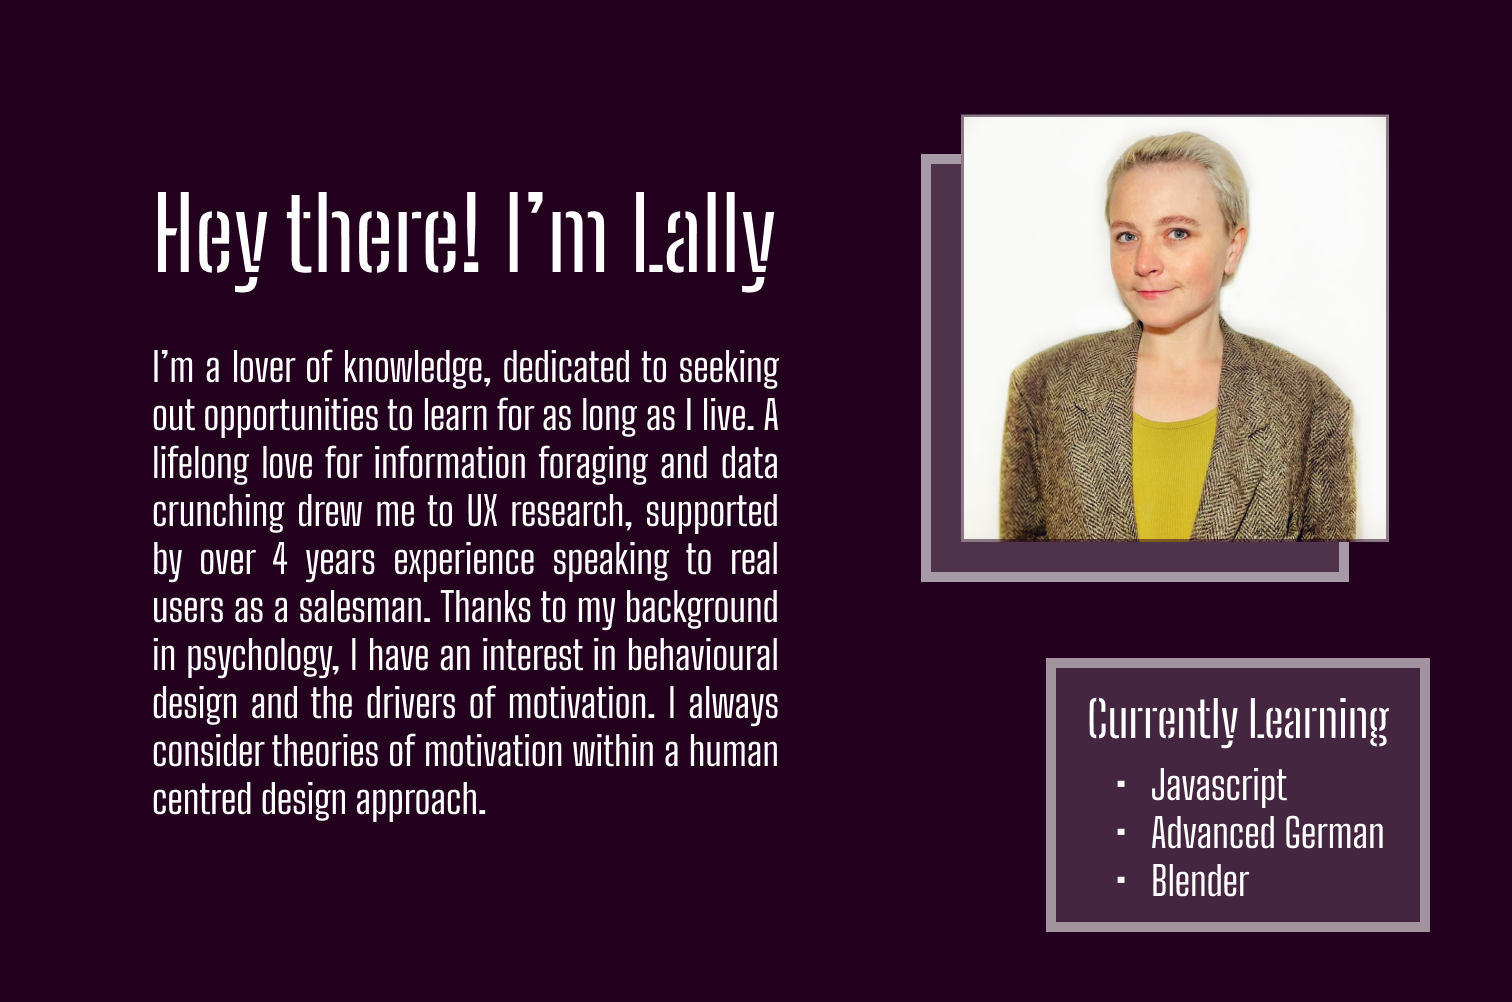 Hey there! I’m Lally
I’m a lover of knowledge, dedicated to seeking
out opportunities to learn for as long as I live. A
lifelong love for information foraging and data
crunching drew me to UX research, supported
by over 4 years experience speaking to real
users as a salesman. Thanks to my background
in psychology, I have an interest in behavioural
design and the drivers of motivation. I always
consider theories of motivation within a human
centred design approach.
Currently Learning
▪ Javascript
▪ Advanced German
▪ Blender